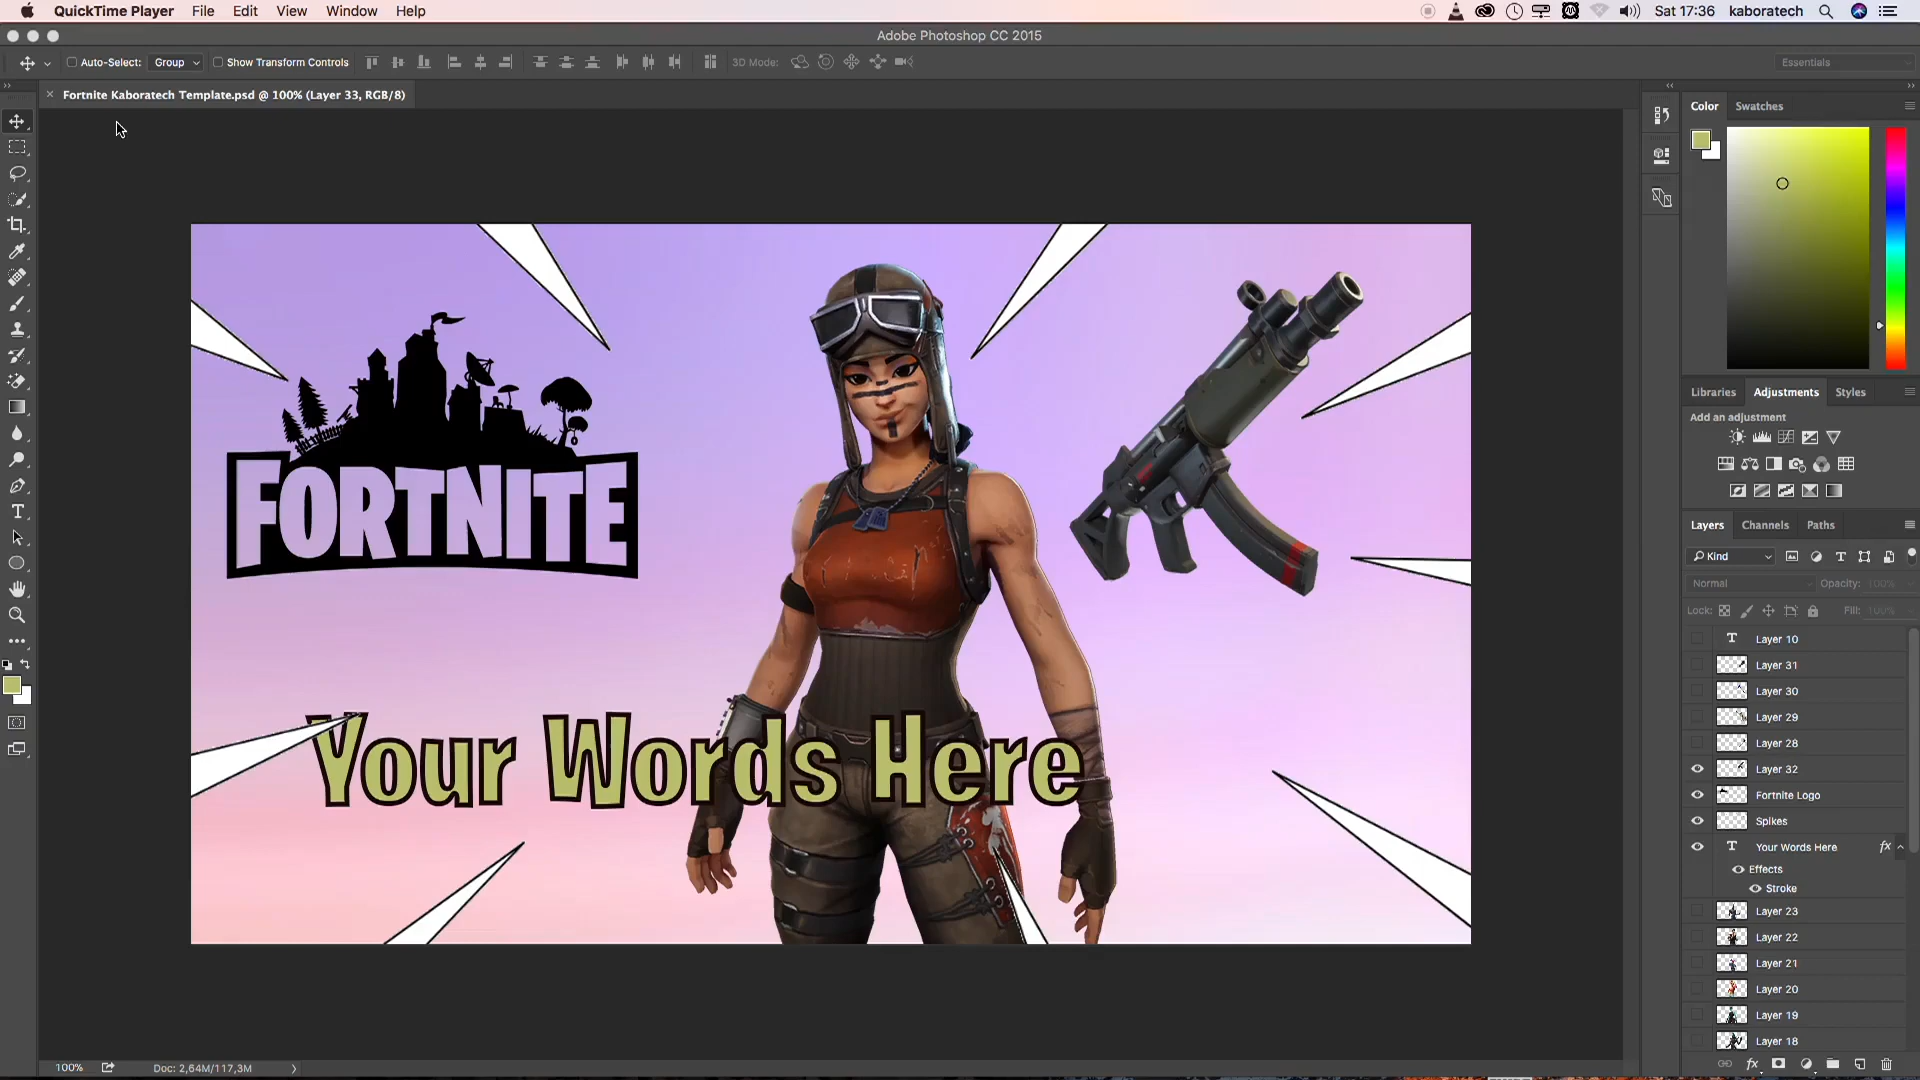 QuickTime Player File Edit View Window Help Sat 17:36 kaboratech
Adobe Photoshop CC 2015
Auto-Select: Group Show Transform Controls 3D Mode: Essentials
Fortnite Kaboratech Template.psd @ 100% (Layer 33, RGB/8)
Color Swatches
FORTNITE
Your Words Here
Libraries Adjustments Styles
Add an adjustment
Layers Channels Paths
Kind
Normal Opacity: 100%
Lock: Fill: 100%
T Layer 10
Layer 31
Layer 30
Layer 29
Layer 28
Layer 32
Fortnite Logo
Spikes
T Your Words Here fx
Effects
Stroke
Layer 23
Layer 22
Layer 21
Layer 20
Layer 19
Layer 18
100% Doc: 2,64M/117,3M
fx